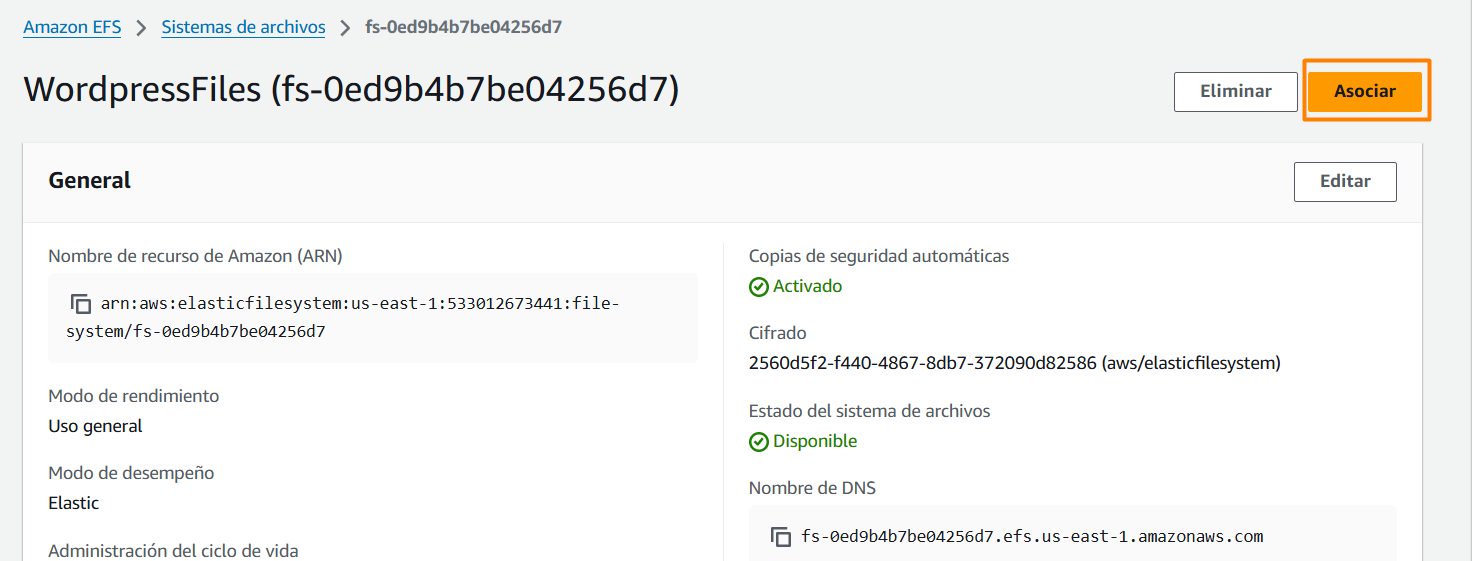 Amazon EFS > Sistemas de archivos > fs-0ed9b4b7be04256d7
WordpressFiles (fs-0ed9b4b7be04256d7)
Eliminar
Asociar
General
Editar
Nombre de recurso de Amazon (ARN)
arn:aws:elasticfilesystem:us-east-1:533012673441:file-
system/fs-0ed9b4b7be04256d7
Modo de rendimiento
Uso general
Modo de desempeño
Elastic
Administración del ciclo de vida
Copias de seguridad automáticas
Activado
Cifrado
2560d5f2-f440-4867-8db7-372090d82586 (aws/elasticfilesystem)
Estado del sistema de archivos
Disponible
Nombre de DNS
fs-0ed9b4b7be04256d7.efs.us-east-1.amazonaws.com